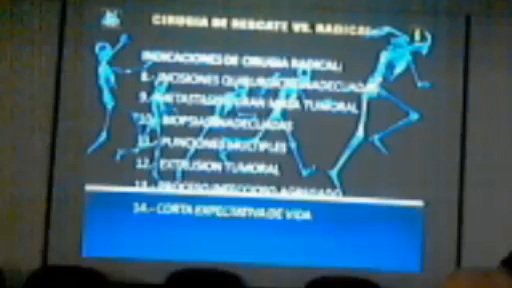 CIRUGIA DE RESCATE VS. RADICAL
INDICACIONES DE CIRUGIA RADICAL:
8.- INCISIONES QUIRURGICAS INADECUADAS
9.- METASTASIS GRAN MASA TUMORAL
10.- BIOPSIAS INADECUADAS
11.- PUNCIONES MULTIPLES
12.- EXTRUSION TUMORAL
13.- PROCESO INFECCIOSO AGREGADO
14.- CORTA EXPECTATIVA DE VIDA